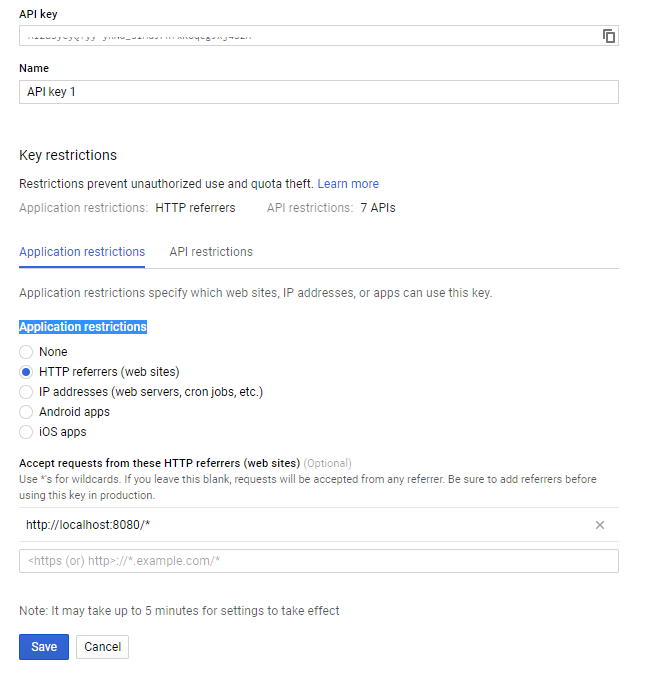 API key
Name
API key 1
Key restrictions
Restrictions prevent unauthorized use and quota theft. Learn more
Application restrictions: HTTP referrers API restrictions: 7 APIs
Application restrictions API restrictions
Application restrictions specify which web sites, IP addresses, or apps can use this key.
Application restrictions
None
HTTP referrers (web sites)
IP addresses (web servers, cron jobs, etc.)
Android apps
iOS apps
Accept requests from these HTTP referrers (web sites) (Optional)
Use *'s for wildcards. If you leave this blank, requests will be accepted from any referrer. Be sure to add referrers before
using this key in production.
http://localhost:8080/*
<https (or) http>://*.example.com/*
Note: It may take up to 5 minutes for settings to take effect
Save Cancel